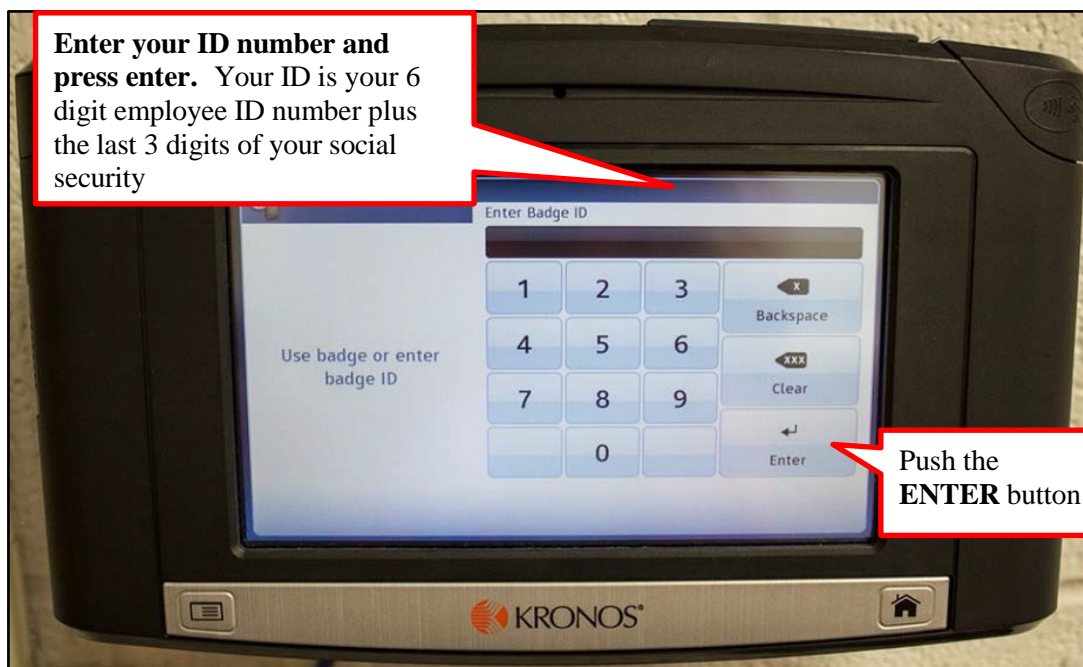 Enter your ID number and
press enter. Your ID is your 6
digit employee ID number plus
the last 3 digits of your social
security
Enter Badge ID
1 2 3
Backspace
4 5 6
Use badge or enter
badge ID
XXX
Clear
7 8 9
0
Enter
Push the
ENTER button
KRONOS®